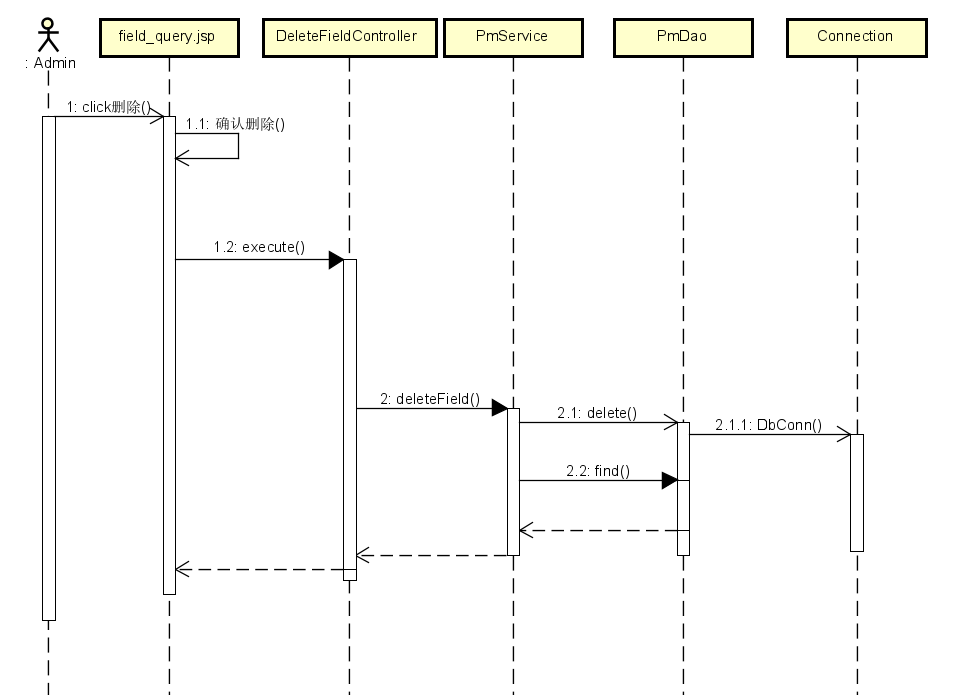 : Admin
field_query.jsp
DeleteFieldController
PmService
PmDao
Connection
1: click删除()
1.1: 确认删除()
1.2: execute()
2: deleteField()
2.1: delete()
2.1.1: DbConn()
2.2: find()